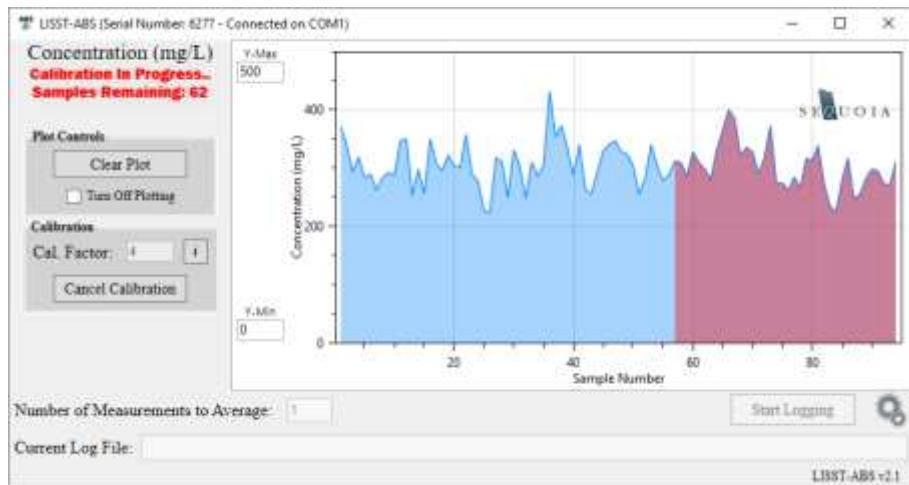 LISST-ABS (Serial Number: 6277 - Connected on COM1)
Concentration (mg/L)
Calibration In Progress..
Samples Remaining: 62
Plot Controls
Clear Plot
Turn Off Plotting
Calibration
Cal. Factor: 4 i
Cancel Calibration
Y-Max
500
Y-Min
0
Concentration (mg/L)
400
200
0
20 40 60 80
Sample Number
SEQUOIA
Number of Measurements to Average: 1
Start Logging
Current Log File:
LISST-ABS v2.1